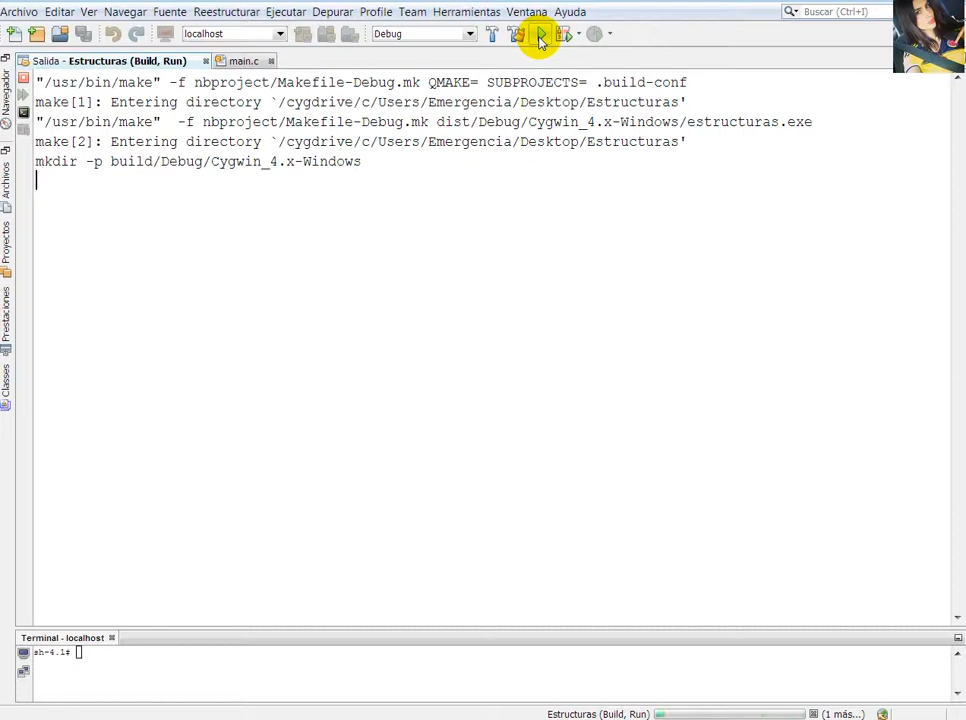 Archivo Editar Ver Navegar Fuente Reestructurar Ejecutar Depurar Profile Team Herramientas Ventana Ayuda
Buscar (Ctrl+I)
localhost
Debug
Salida - Estructuras (Build, Run)
main.c
"/usr/bin/make" -f nbproject/Makefile-Debug.mk QMAKE= SUBPROJECTS= .build-conf
make[1]: Entering directory `/cygdrive/c/Users/Emergencia/Desktop/Estructuras'
"/usr/bin/make"  -f nbproject/Makefile-Debug.mk dist/Debug/Cygwin_4.x-Windows/estructuras.exe
make[2]: Entering directory `/cygdrive/c/Users/Emergencia/Desktop/Estructuras'
mkdir -p build/Debug/Cygwin_4.x-Windows
Navegador
Archivos
Proyectos
Prestaciones
Classes
Terminal - localhost
sh-4.1#
Estructuras (Build, Run)
(1 más...)